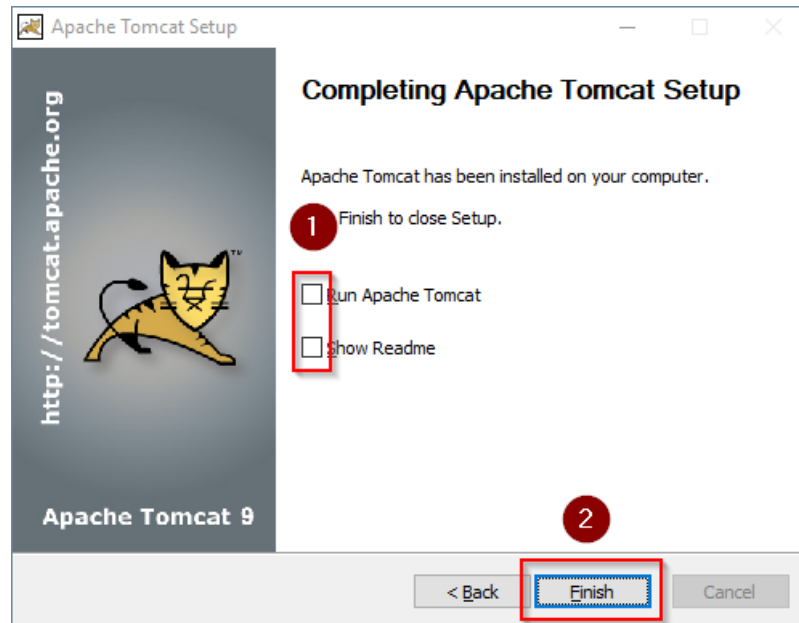 Apache Tomcat Setup
http://tomcat.apache.org
Completing Apache Tomcat Setup
Apache Tomcat has been installed on your computer.
1
Finish to close Setup.
Run Apache Tomcat
Show Readme
TM
Apache Tomcat 9
2
< Back
Finish
Cancel